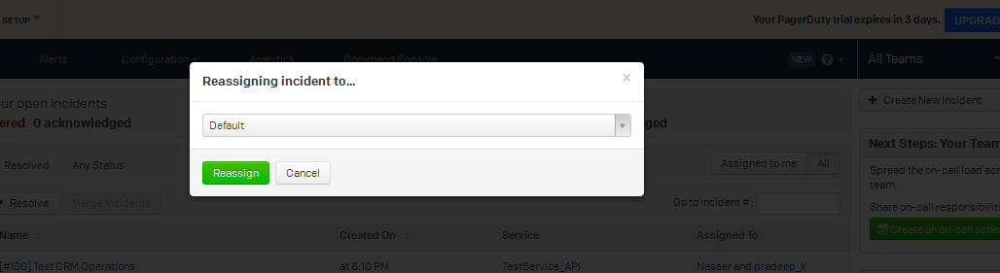 SETUP
Your PagerDuty trial expires in 3 days.
UPGRAD
Alerts
Configuration
Analytics
Command Console
NEW
?
All Teams
Reassigning incident to...
×
ur open incidents
ered 0 acknowledged
ged
+ Create New Incident
Default
Next Steps: Your Team
Resolved
Any Status
Reassign
Cancel
Assigned to me
All
Spread the on-call load acr
team.
Resolve
Merge Incidents
Go to incident # :
Share on-call responsibiliti
Create an on-call sche
Name
Created On
Service
Assigned To
[#100] Test CRM Operations
at 8:10 PM
TestService_API
Naseer and pradeep_k